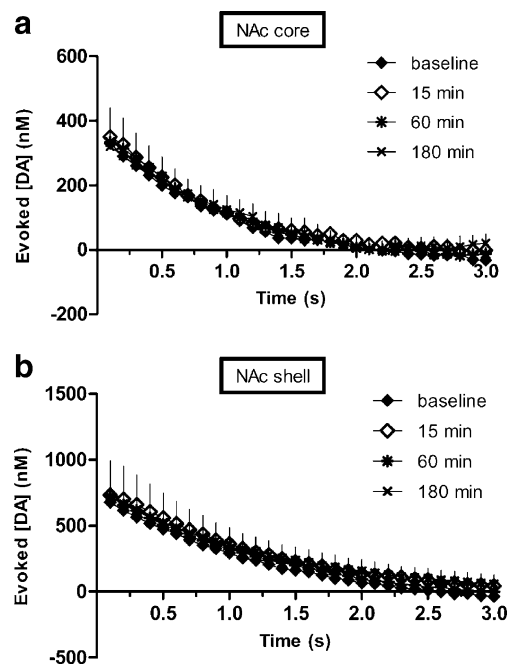 a
NAc core
600
400
200
0
-200
Evoked [DA] (nM)
0.5 1.0 1.5 2.0 2.5 3.0
Time (s)
baseline
15 min
60 min
180 min
b
NAc shell
1500
1000
500
0
-500
Evoked [DA] (nM)
0.5 1.0 1.5 2.0 2.5 3.0
Time (s)
baseline
15 min
60 min
180 min